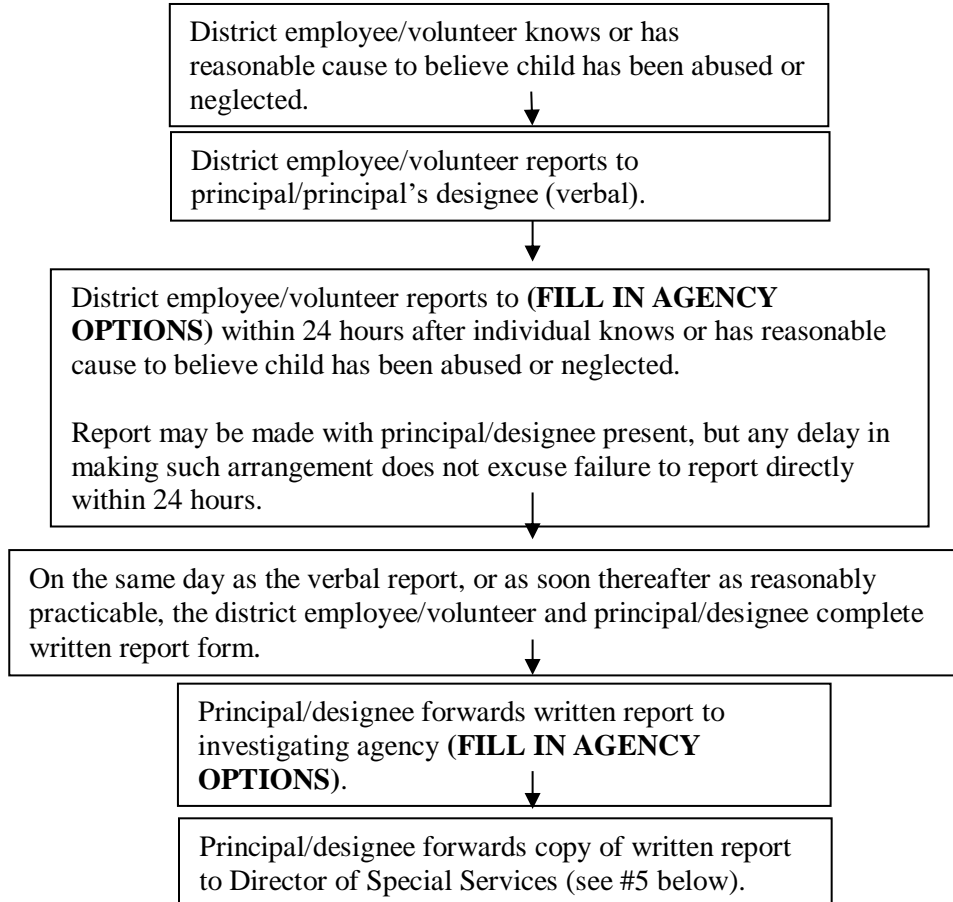 District employee/volunteer knows or has
reasonable cause to believe child has been abused or
neglected.
District employee/volunteer reports to
principal/principal’s designee (verbal).
District employee/volunteer reports to (FILL IN AGENCY
OPTIONS) within 24 hours after individual knows or has reasonable
cause to believe child has been abused or neglected.
Report may be made with principal/designee present, but any delay in
making such arrangement does not excuse failure to report directly
within 24 hours.
On the same day as the verbal report, or as soon thereafter as reasonably
practicable, the district employee/volunteer and principal/designee complete
written report form.
Principal/designee forwards written report to
investigating agency (FILL IN AGENCY
OPTIONS).
Principal/designee forwards copy of written report
to Director of Special Services (see #5 below).